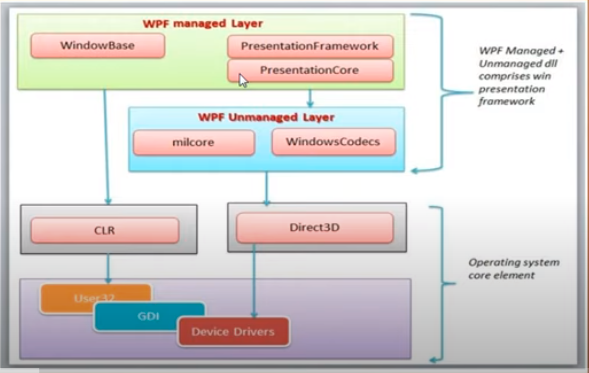 WPF managed Layer
WindowBase
PresentationFramework
PresentationCore
WPF Managed +
Unmanaged dll
comprises win
presentation
framework
WPF Unmanaged Layer
milcore
WindowsCodecs
CLR
Direct3D
Operating system
core element
User32
GDI
Device Drivers